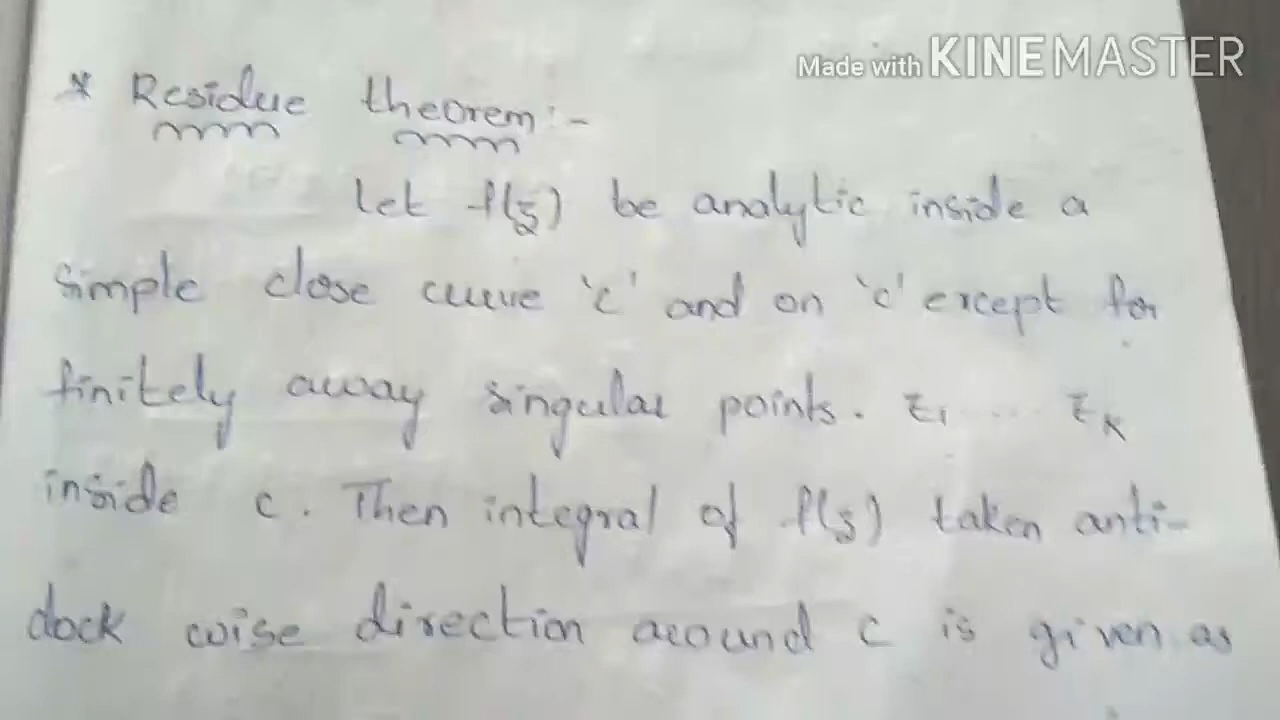 Made with KINEMASTER
* Residue theorem :-
Let f(z) be analytic inside a
simple close curve 'c' and on 'c' except for
finitely away singular points. z1 .... zk
inside c. Then integral of f(z) taken anti-
clock wise direction around c is given as